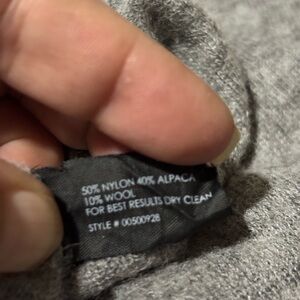 50% NYLON 40% ALPACA
10% WOOL
FOR BEST RESULTS DRY CLEAN
STYLE # 00500928